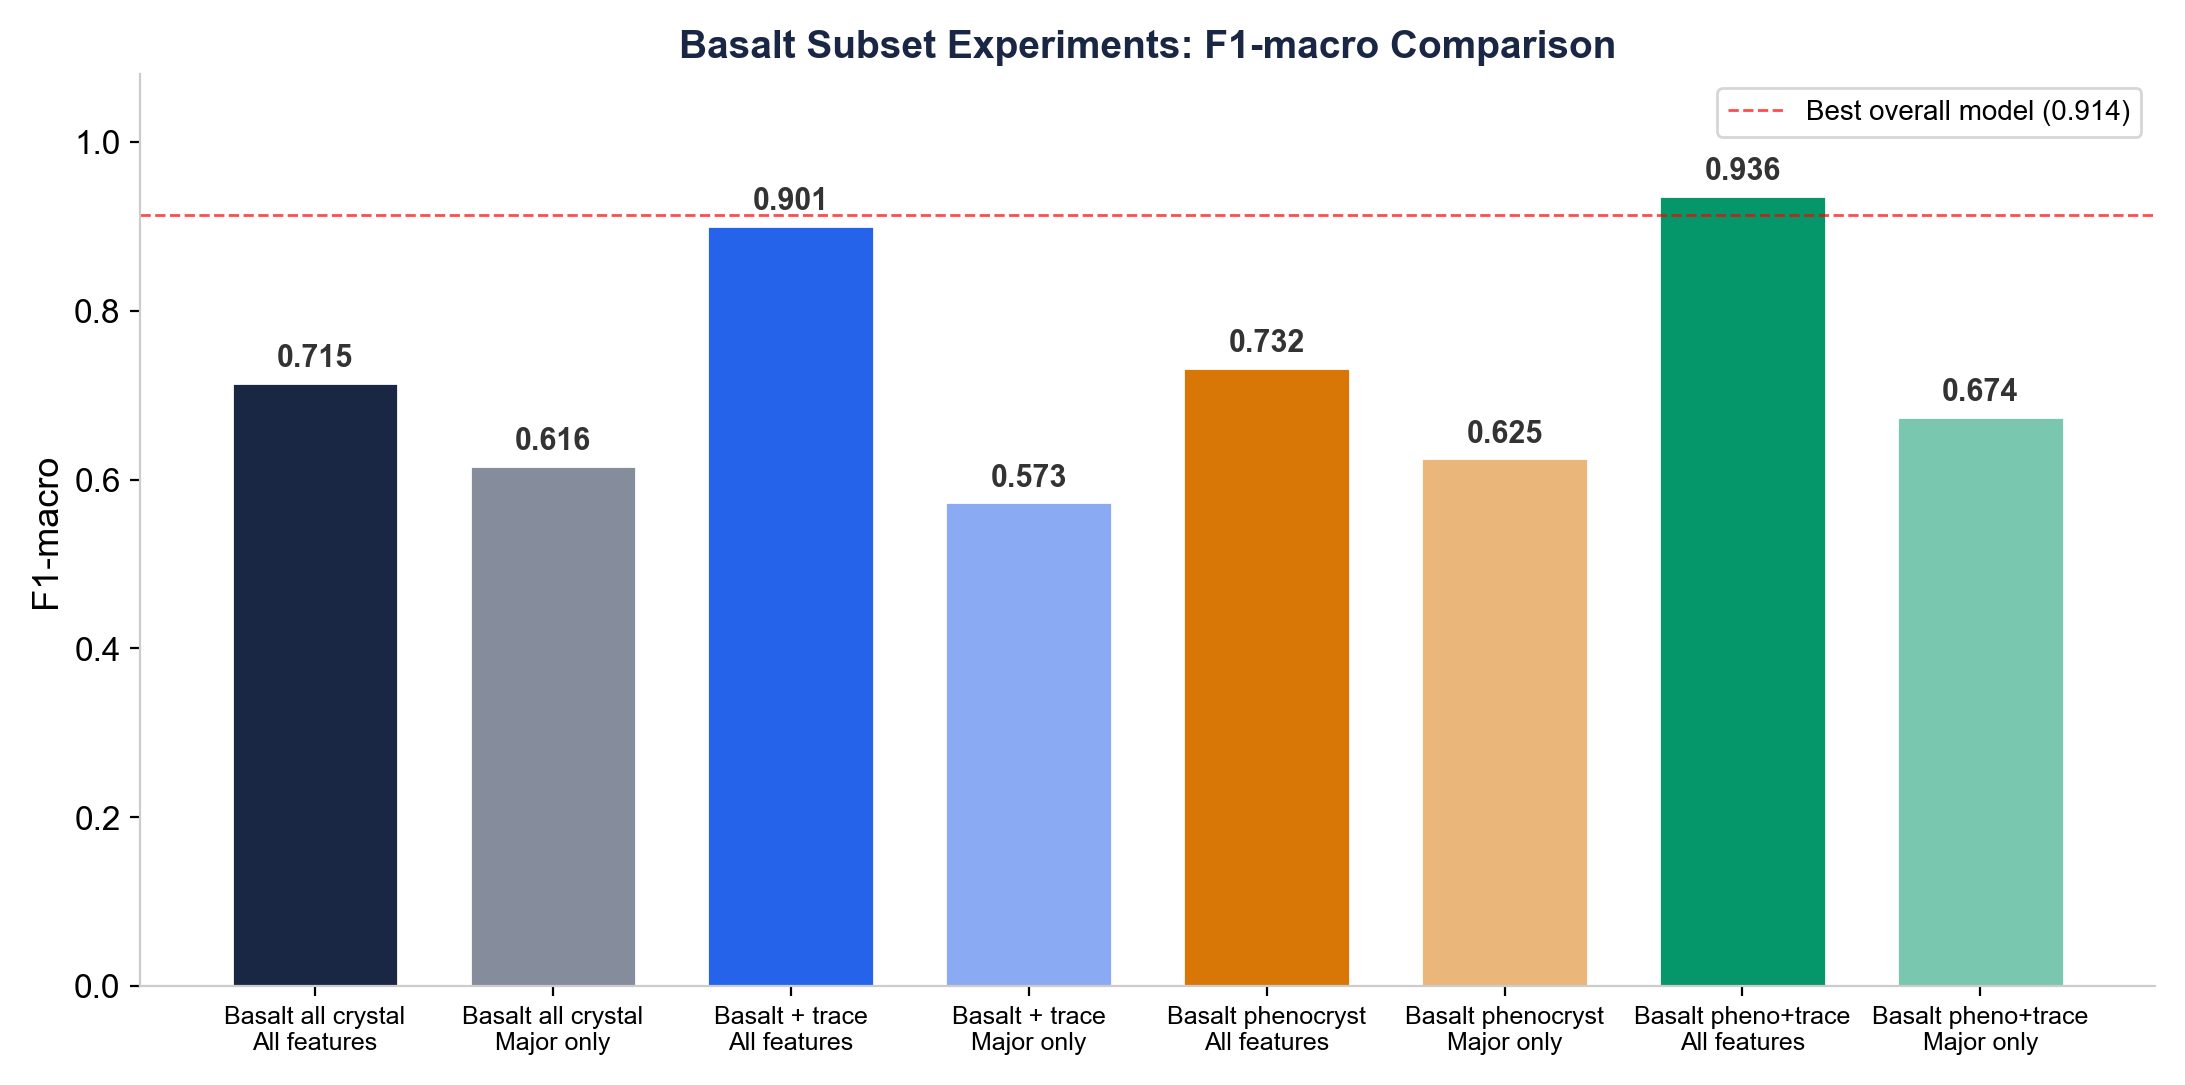 Basalt Subset Experiments: F1-macro Comparison
Best overall model (0.914)
F1-macro
1.0
0.8
0.6
0.4
0.2
0.0
0.715
0.616
0.901
0.573
0.732
0.625
0.936
0.674
Basalt all crystal
All features
Basalt all crystal
Major only
Basalt + trace
All features
Basalt + trace
Major only
Basalt phenocryst
All features
Basalt phenocryst
Major only
Basalt pheno+trace
All features
Basalt pheno+trace
Major only